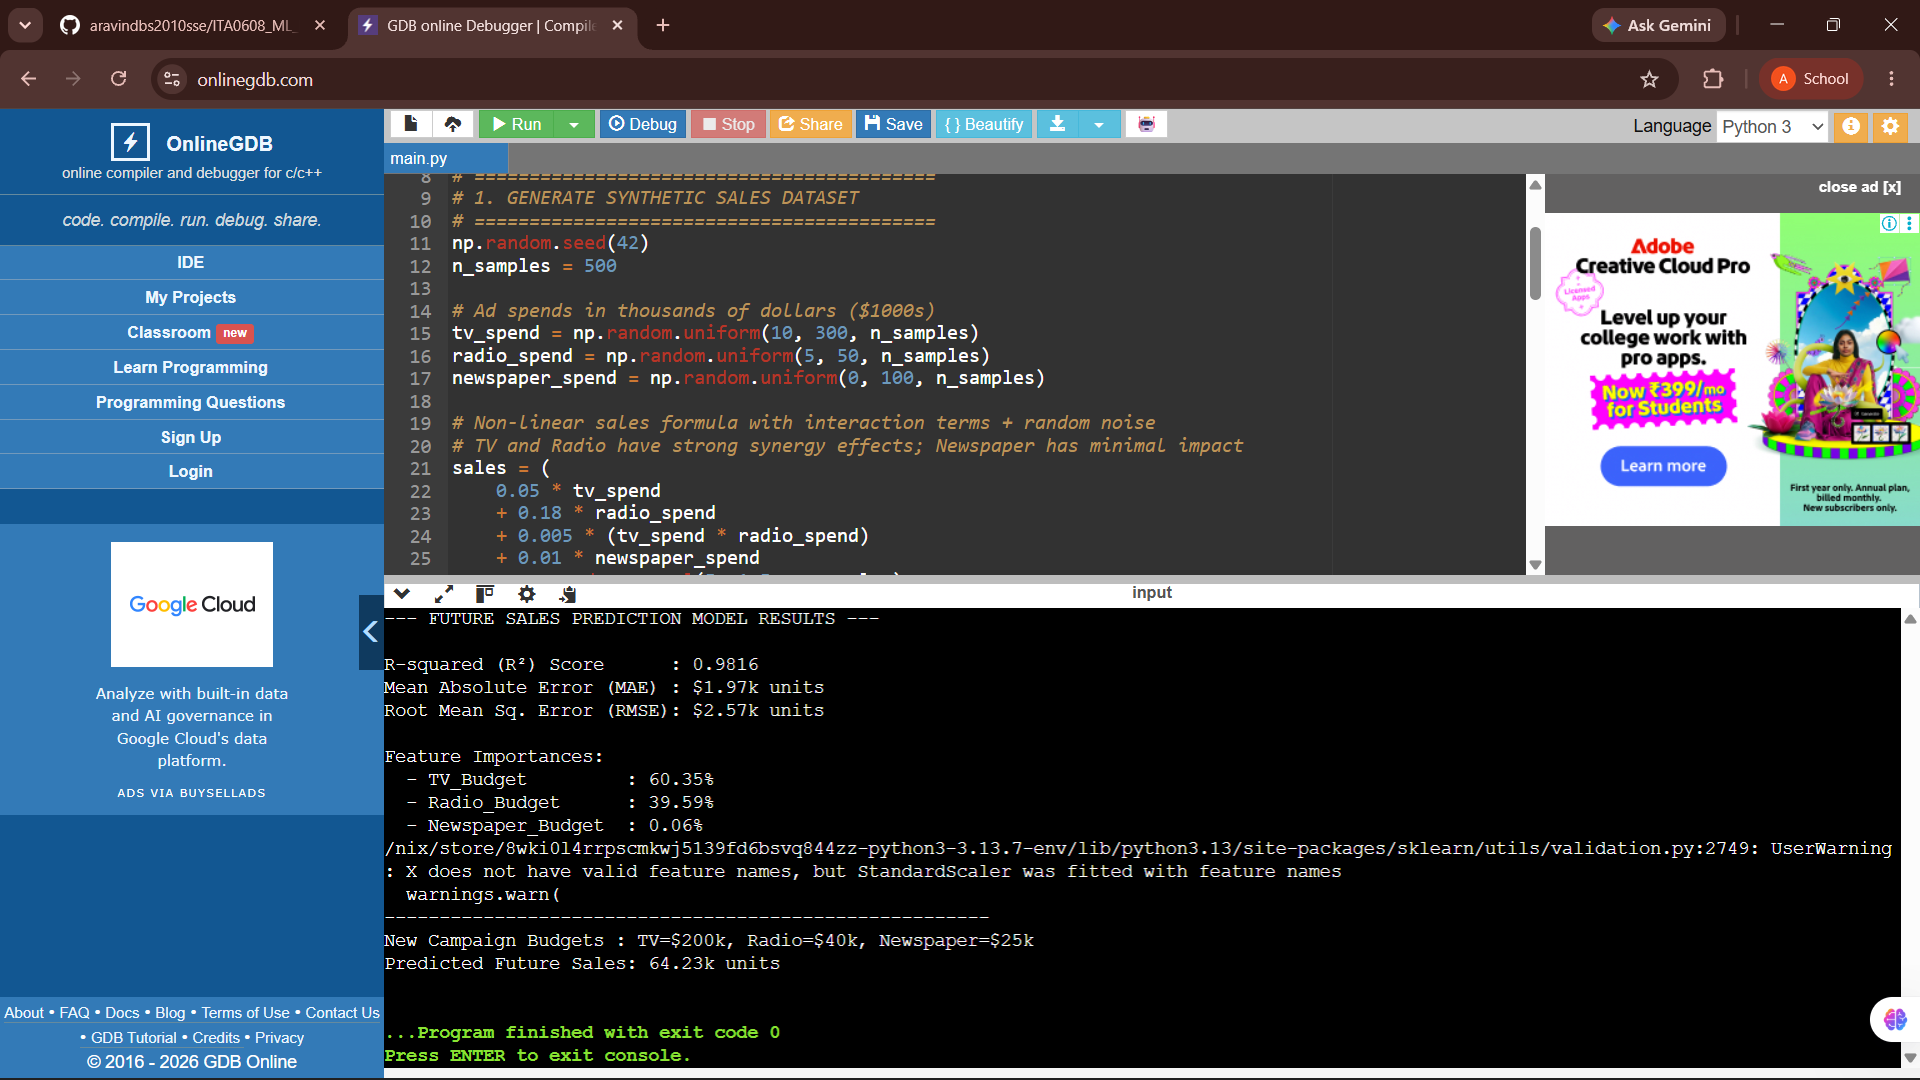 aravindbs2010sse/ITA0608_ML_
GDB online Debugger | Compile
Ask Gemini
onlinegdb.com
A School
OnlineGDB
online compiler and debugger for c/c++
code. compile. run. debug. share.
IDE
My Projects
Classroom new
Learn Programming
Programming Questions
Sign Up
Login
Google Cloud
Analyze with built-in data
and AI governance in
Google Cloud's data
platform.
ADS VIA BUYSELLADS
About • FAQ • Docs • Blog • Terms of Use • Contact Us
• GDB Tutorial • Credits • Privacy
© 2016 - 2026 GDB Online
Run Debug Stop Share Save { } Beautify
Language Python 3
main.py
8 # ==========================================
9 # 1. GENERATE SYNTHETIC SALES DATASET
10 # ==========================================
11 np.random.seed(42)
12 n_samples = 500
13
14 # Ad spends in thousands of dollars ($1000s)
15 tv_spend = np.random.uniform(10, 300, n_samples)
16 radio_spend = np.random.uniform(5, 50, n_samples)
17 newspaper_spend = np.random.uniform(0, 100, n_samples)
18
19 # Non-linear sales formula with interaction terms + random noise
20 # TV and Radio have strong synergy effects; Newspaper has minimal impact
21 sales = (
22 0.05 * tv_spend
23 + 0.18 * radio_spend
24 + 0.005 * (tv_spend * radio_spend)
25 + 0.01 * newspaper_spend
close ad [x]
Adobe
Creative Cloud Pro
Licensed
Apps
Level up your
college work with
pro apps.
Now ₹399/mo
for Students
Learn more
First year only. Annual plan,
billed monthly.
New subscribers only.
input
--- FUTURE SALES PREDICTION MODEL RESULTS ---
R-squared (R²) Score : 0.9816
Mean Absolute Error (MAE) : $1.97k units
Root Mean Sq. Error (RMSE): $2.57k units
Feature Importances:
- TV_Budget : 60.35%
- Radio_Budget : 39.59%
- Newspaper_Budget : 0.06%
/nix/store/8wki0l4rrpscmkwj5139fd6bsvq844zz-python3-3.13.7-env/lib/python3.13/site-packages/sklearn/utils/validation.py:2749: UserWarning
: X does not have valid feature names, but StandardScaler was fitted with feature names
warnings.warn(
-------------------------------------------------------
New Campaign Budgets : TV=$200k, Radio=$40k, Newspaper=$25k
Predicted Future Sales: 64.23k units
...Program finished with exit code 0
Press ENTER to exit console.